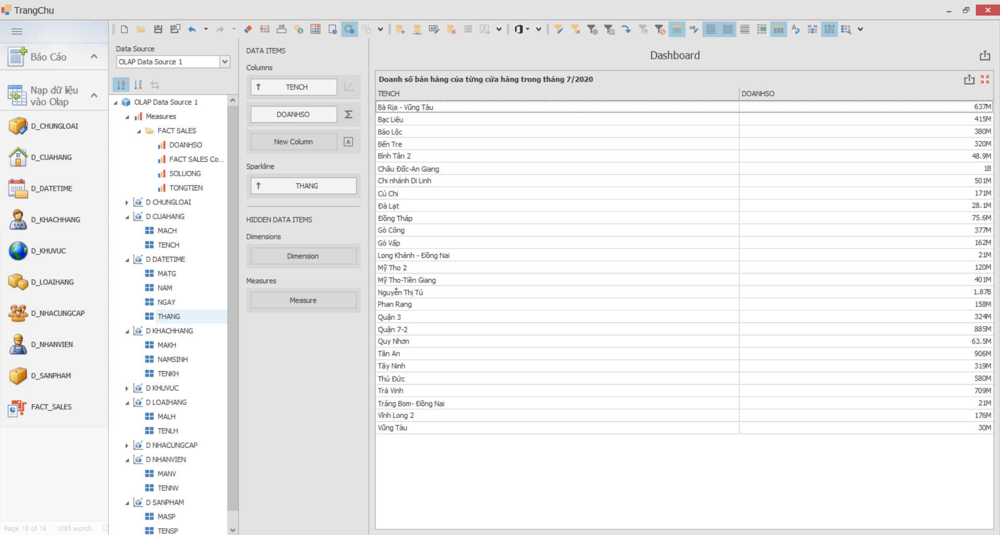 TrangChu
Báo Cáo
Nạp dữ liệu
vào Olap
D_CHUNGLOAI
D_CUAHANG
D_DATETIME
D_KHACHHANG
D_KHUVUC
D_LOAIHANG
D_NHACUNGCAP
D_NHANVIEN
D_SANPHAM
FACT_SALES
Page 18 of 18 1065 words
Data Source
OLAP Data Source 1
OLAP Data Source 1
Measures
FACT SALES
DOANHSO
FACT SALES Co...
SOLUONG
TONGTIEN
D CHUNGLOAI
D CUAHANG
MACH
TENCH
D DATETIME
MATG
NAM
NGAY
THANG
D KHACHHANG
MAKH
NAMSINH
TENKH
D KHUVUC
D LOAIHANG
MALH
TENLH
D NHACUNGCAP
D NHANVIEN
MANV
TENNV
D SANPHAM
MASP
TENSP
DATA ITEMS
Columns
TENCH
DOANHSO
New Column
Sparkline
THANG
HIDDEN DATA ITEMS
Dimensions
Dimension
Measures
Measure
Dashboard
Doanh số bán hàng của từng cửa hàng trong tháng 7/2020
TENCH DOANHSO
Bà Rịa - Vũng Tàu 637M
Bạc Liêu 415M
Bảo Lộc 380M
Bến Tre 320M
Bình Tân 2 48.9M
Châu Đốc-An Giang 1B
Chi nhánh Di Linh 501M
Củ Chi 171M
Đà Lạt 28.1M
Đồng Tháp 75.6M
Gò Công 377M
Gò Vấp 162M
Long Khánh - Đồng Nai 21M
Mỹ Tho 2 120M
Mỹ Tho-Tiền Giang 401M
Nguyễn Thị Tú 1.87B
Phan Rang 158M
Quận 3 324M
Quận 7-2 885M
Quy Nhơn 63.5M
Tân An 906M
Tây Ninh 319M
Thủ Đức 580M
Trà Vinh 709M
Trảng Bom- Đồng Nai 21M
Vĩnh Long 2 176M
Vũng Tàu 30M